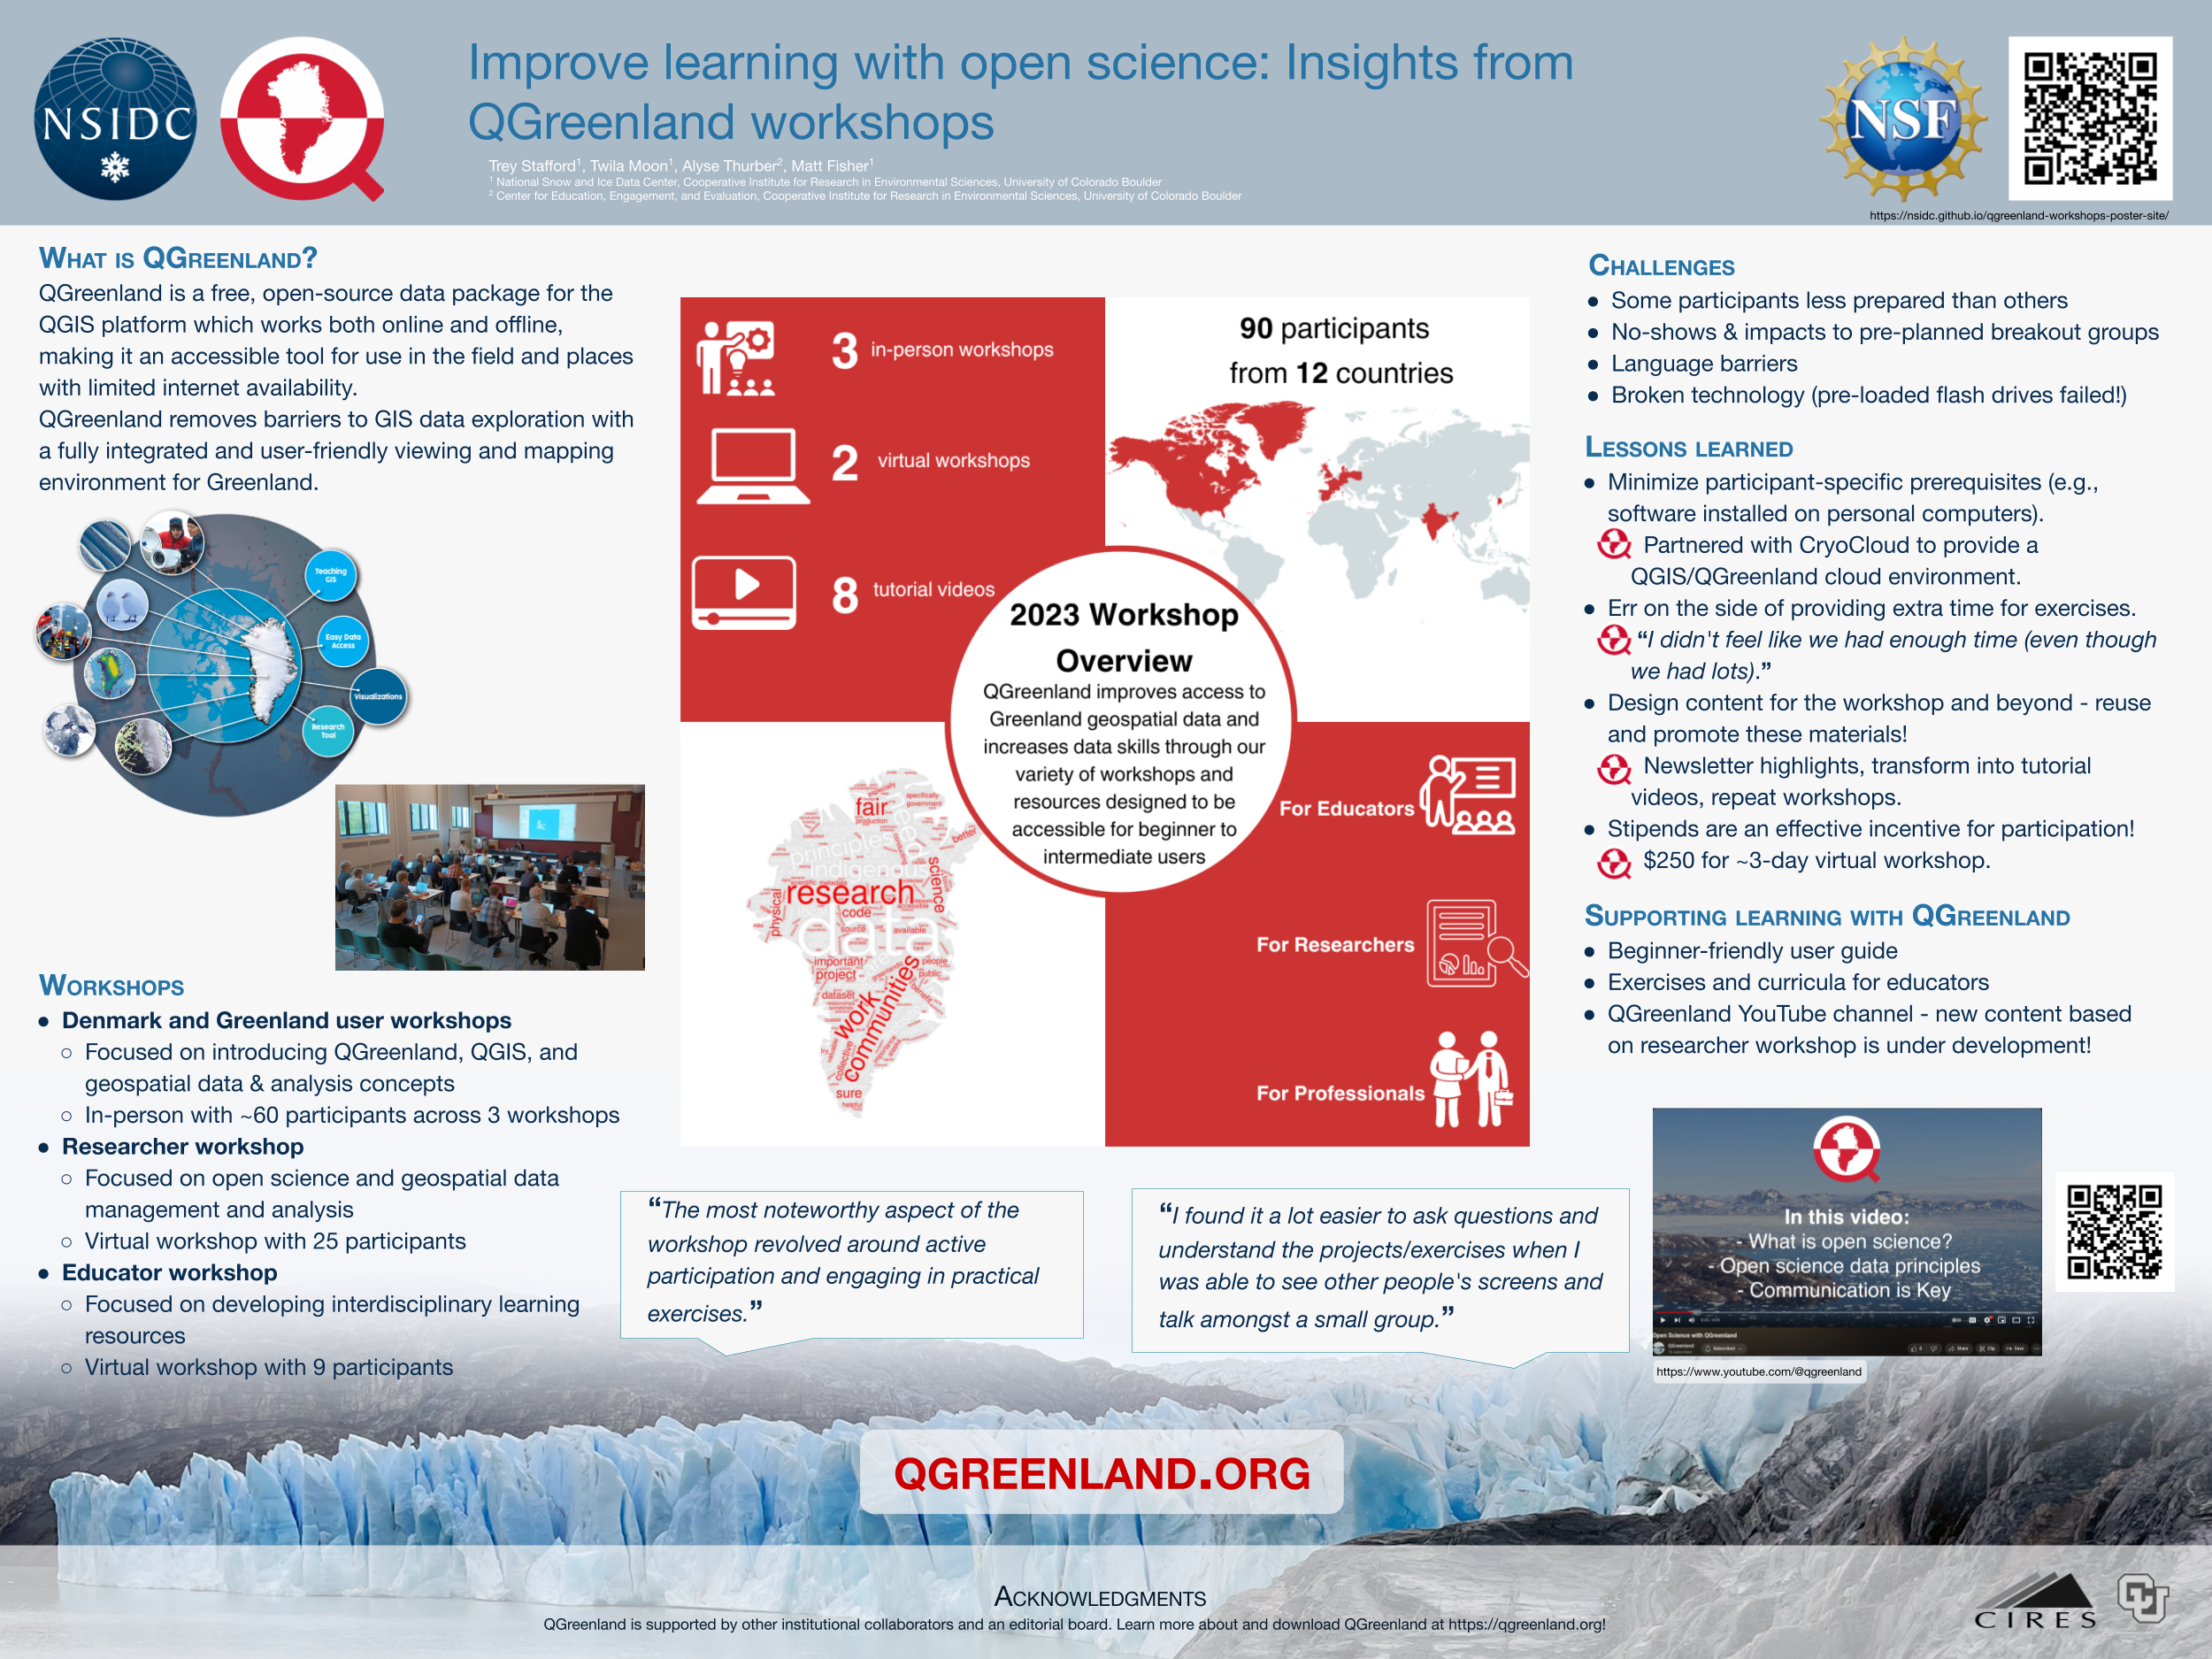 NSIDC
Improve learning with open science: Insights from
QGreenland workshops
Trey Stafford1, Twila Moon1, Alyse Thurber2, Matt Fisher1
1 National Snow and Ice Data Center, Cooperative Institute for Research in Environmental Sciences, University of Colorado Boulder
2 Center for Education, Engagement, and Evaluation, Cooperative Institute for Research in Environmental Sciences, University of Colorado Boulder
NSF
https://nsidc.github.io/qgreenland-workshops-poster-site/
What is QGreenland?
QGreenland is a free, open-source data package for the
QGIS platform which works both online and offline,
making it an accessible tool for use in the field and places
with limited internet availability.
QGreenland removes barriers to GIS data exploration with
a fully integrated and user-friendly viewing and mapping
environment for Greenland.
Teaching
GIS
Easy Data
Access
Visualizations
Research
Tool
Workshops
● Denmark and Greenland user workshops
○ Focused on introducing QGreenland, QGIS, and
geospatial data & analysis concepts
○ In-person with ~60 participants across 3 workshops
● Researcher workshop
○ Focused on open science and geospatial data
management and analysis
○ Virtual workshop with 25 participants
● Educator workshop
○ Focused on developing interdisciplinary learning
resources
○ Virtual workshop with 9 participants
3 in-person workshops
2 virtual workshops
8 tutorial videos
90 participants
from 12 countries
2023 Workshop
Overview
QGreenland improves access to
Greenland geospatial data and
increases data skills through our
variety of workshops and
resources designed to be
accessible for beginner to
intermediate users
fair
production
specifically
government
better
principle
indigenous
science
research
physical
code
accessible
data
source
available
important
people
project
public
dataset
benefit
work
communities
collective
sure
helpful
For Educators
For Researchers
For Professionals
“The most noteworthy aspect of the
workshop revolved around active
participation and engaging in practical
exercises.”
“I found it a lot easier to ask questions and
understand the projects/exercises when I
was able to see other people's screens and
talk amongst a small group.”
Challenges
● Some participants less prepared than others
● No-shows & impacts to pre-planned breakout groups
● Language barriers
● Broken technology (pre-loaded flash drives failed!)
Lessons learned
● Minimize participant-specific prerequisites (e.g.,
software installed on personal computers).
Partnered with CryoCloud to provide a
QGIS/QGreenland cloud environment.
● Err on the side of providing extra time for exercises.
“I didn't feel like we had enough time (even though
we had lots).”
● Design content for the workshop and beyond - reuse
and promote these materials!
Newsletter highlights, transform into tutorial
videos, repeat workshops.
● Stipends are an effective incentive for participation!
$250 for ~3-day virtual workshop.
Supporting learning with QGreenland
● Beginner-friendly user guide
● Exercises and curricula for educators
● QGreenland YouTube channel - new content based
on researcher workshop is under development!
In this video:
- What is open science?
- Open science data principles
- Communication is Key
Open Science with QGreenland
QGreenland
Subscribed
Share
Clip
Save
https://www.youtube.com/@qgreenland
QGREENLAND.ORG
Acknowledgments
QGreenland is supported by other institutional collaborators and an editorial board. Learn more about and download QGreenland at https://qgreenland.org!
CIRES
CU